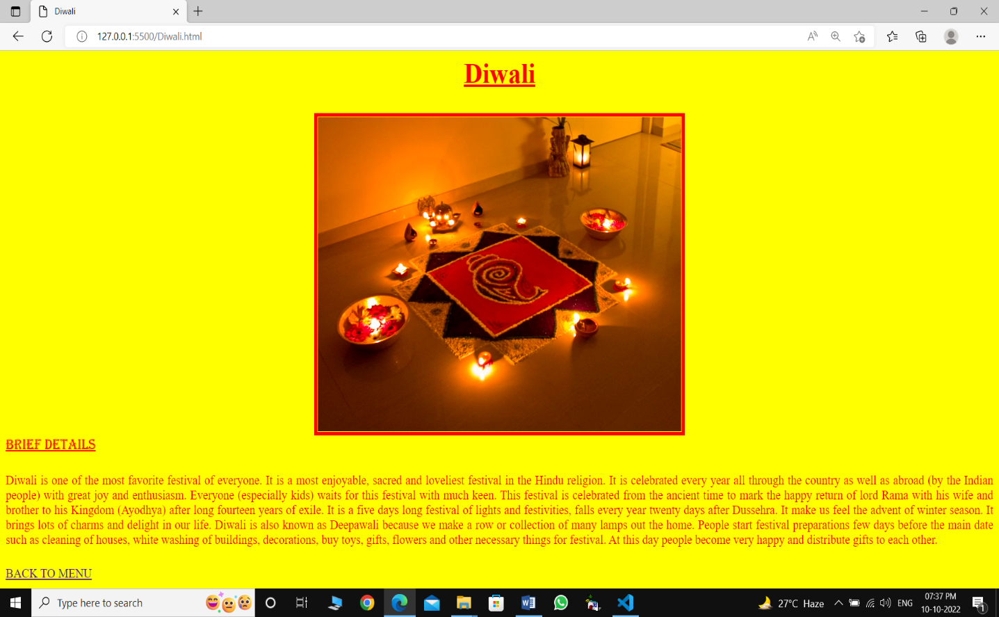 Diwali
127.0.0.1:5500/Diwali.html
Diwali
BRIEF DETAILS
Diwali is one of the most favorite festival of everyone. It is a most enjoyable, sacred and loveliest festival in the Hindu religion. It is celebrated every year all through the country as well as abroad (by the Indian
people) with great joy and enthusiasm. Everyone (especially kids) waits for this festival with much keen. This festival is celebrated from the ancient time to mark the happy return of lord Rama with his wife and
brother to his Kingdom (Ayodhya) after long fourteen years of exile. It is a five days long festival of lights and festivities, falls every year twenty days after Dussehra. It make us feel the advent of winter season. It
brings lots of charms and delight in our life. Diwali is also known as Deepawali because we make a row or collection of many lamps out the home. People start festival preparations few days before the main date
such as cleaning of houses, white washing of buildings, decorations, buy toys, gifts, flowers and other necessary things for festival. At this day people become very happy and distribute gifts to each other.
BACK TO MENU
Type here to search
27°C Haze
ENG
07:37 PM
10-10-2022
1